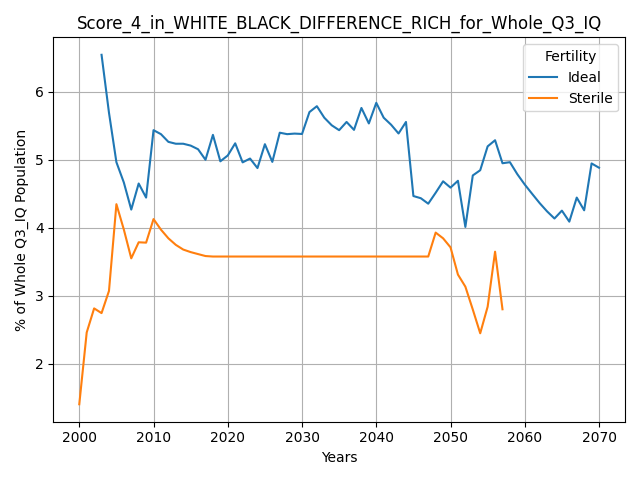 Score_4_in_WHITE_BLACK_DIFFERENCE_RICH_for_Whole_Q3_IQ
Fertility
Ideal
Sterile
% of Whole Q3_IQ Population
6
5
4
3
2
2000 2010 2020 2030 2040 2050 2060 2070
Years